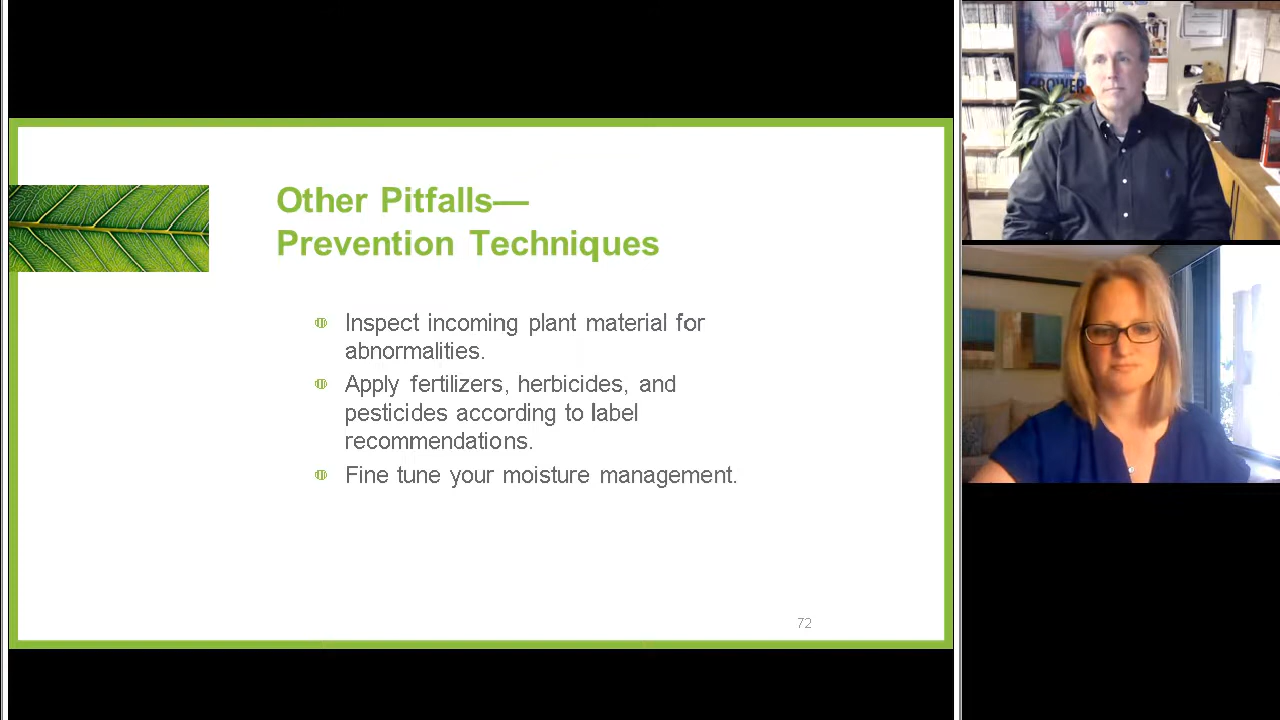 Other Pitfalls—
Prevention Techniques
Inspect incoming plant material for
abnormalities.
Apply fertilizers, herbicides, and
pesticides according to label
recommendations.
Fine tune your moisture management.
72
GROWER